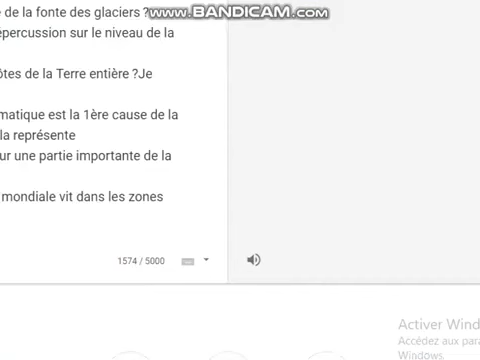 www.BANDICAM.com
de la fonte des glaciers ?
répercussion sur le niveau de la
ôtes de la Terre entière ?Je
matique est la 1ère cause de la
la représente
ur une partie importante de la
mondiale vit dans les zones
1574 / 5000
Activer Wind
Accédez aux para
Windows.